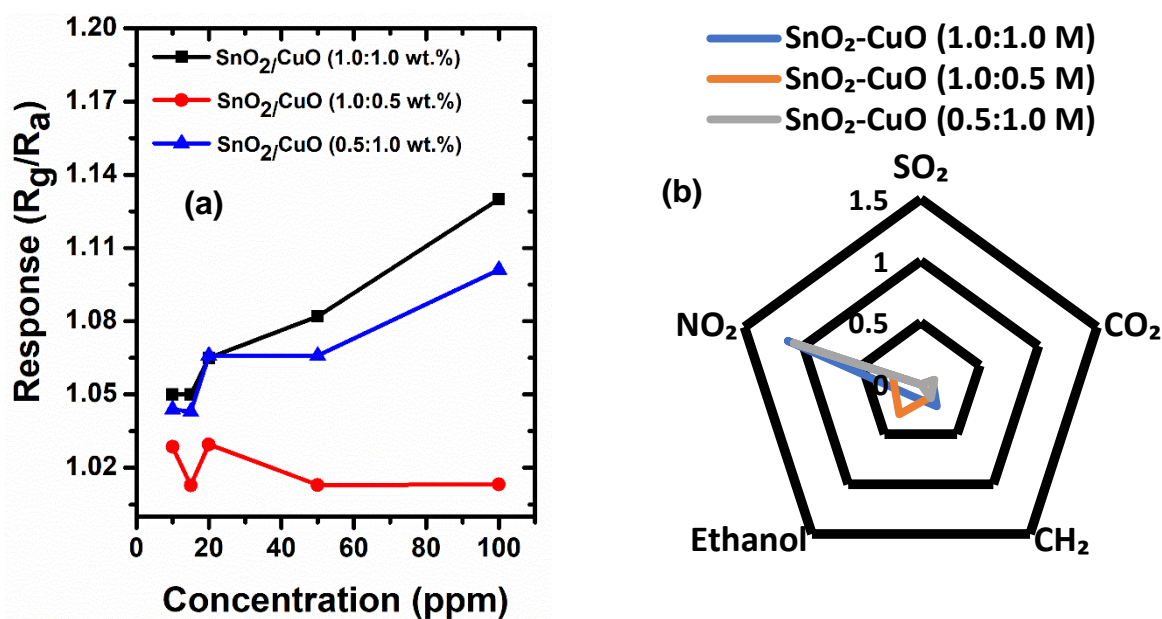 1.20
1.17
1.14
1.11
1.08
1.05
1.02
Response (Rg/Ra)
SnO2/CuO (1.0:1.0 wt.%)
SnO2/CuO (1.0:0.5 wt.%)
SnO2/CuO (0.5:1.0 wt.%)
(a)
0 20 40 60 80 100
Concentration (ppm)
SnO₂-CuO (1.0:1.0 M)
SnO₂-CuO (1.0:0.5 M)
SnO₂-CuO (0.5:1.0 M)
(b)
SO₂
1.5
1
0.5
0
NO₂
CO₂
Ethanol
CH₂